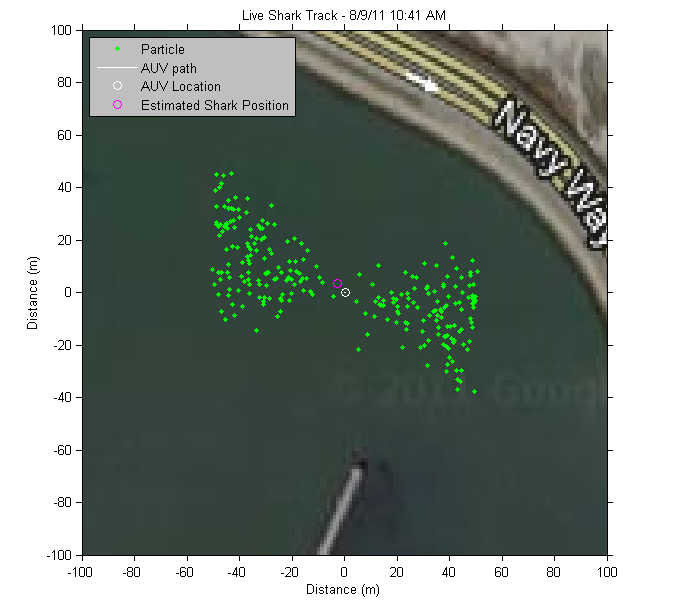 Live Shark Track - 8/9/11 10:41 AM
Particle
AUV path
AUV Location
Estimated Shark Position
Navy Way
Distance (m)
100
80
60
40
20
0
-20
-40
-60
-80
-100
-100 -80 -60 -40 -20 0 20 40 60 80 100
Distance (m)